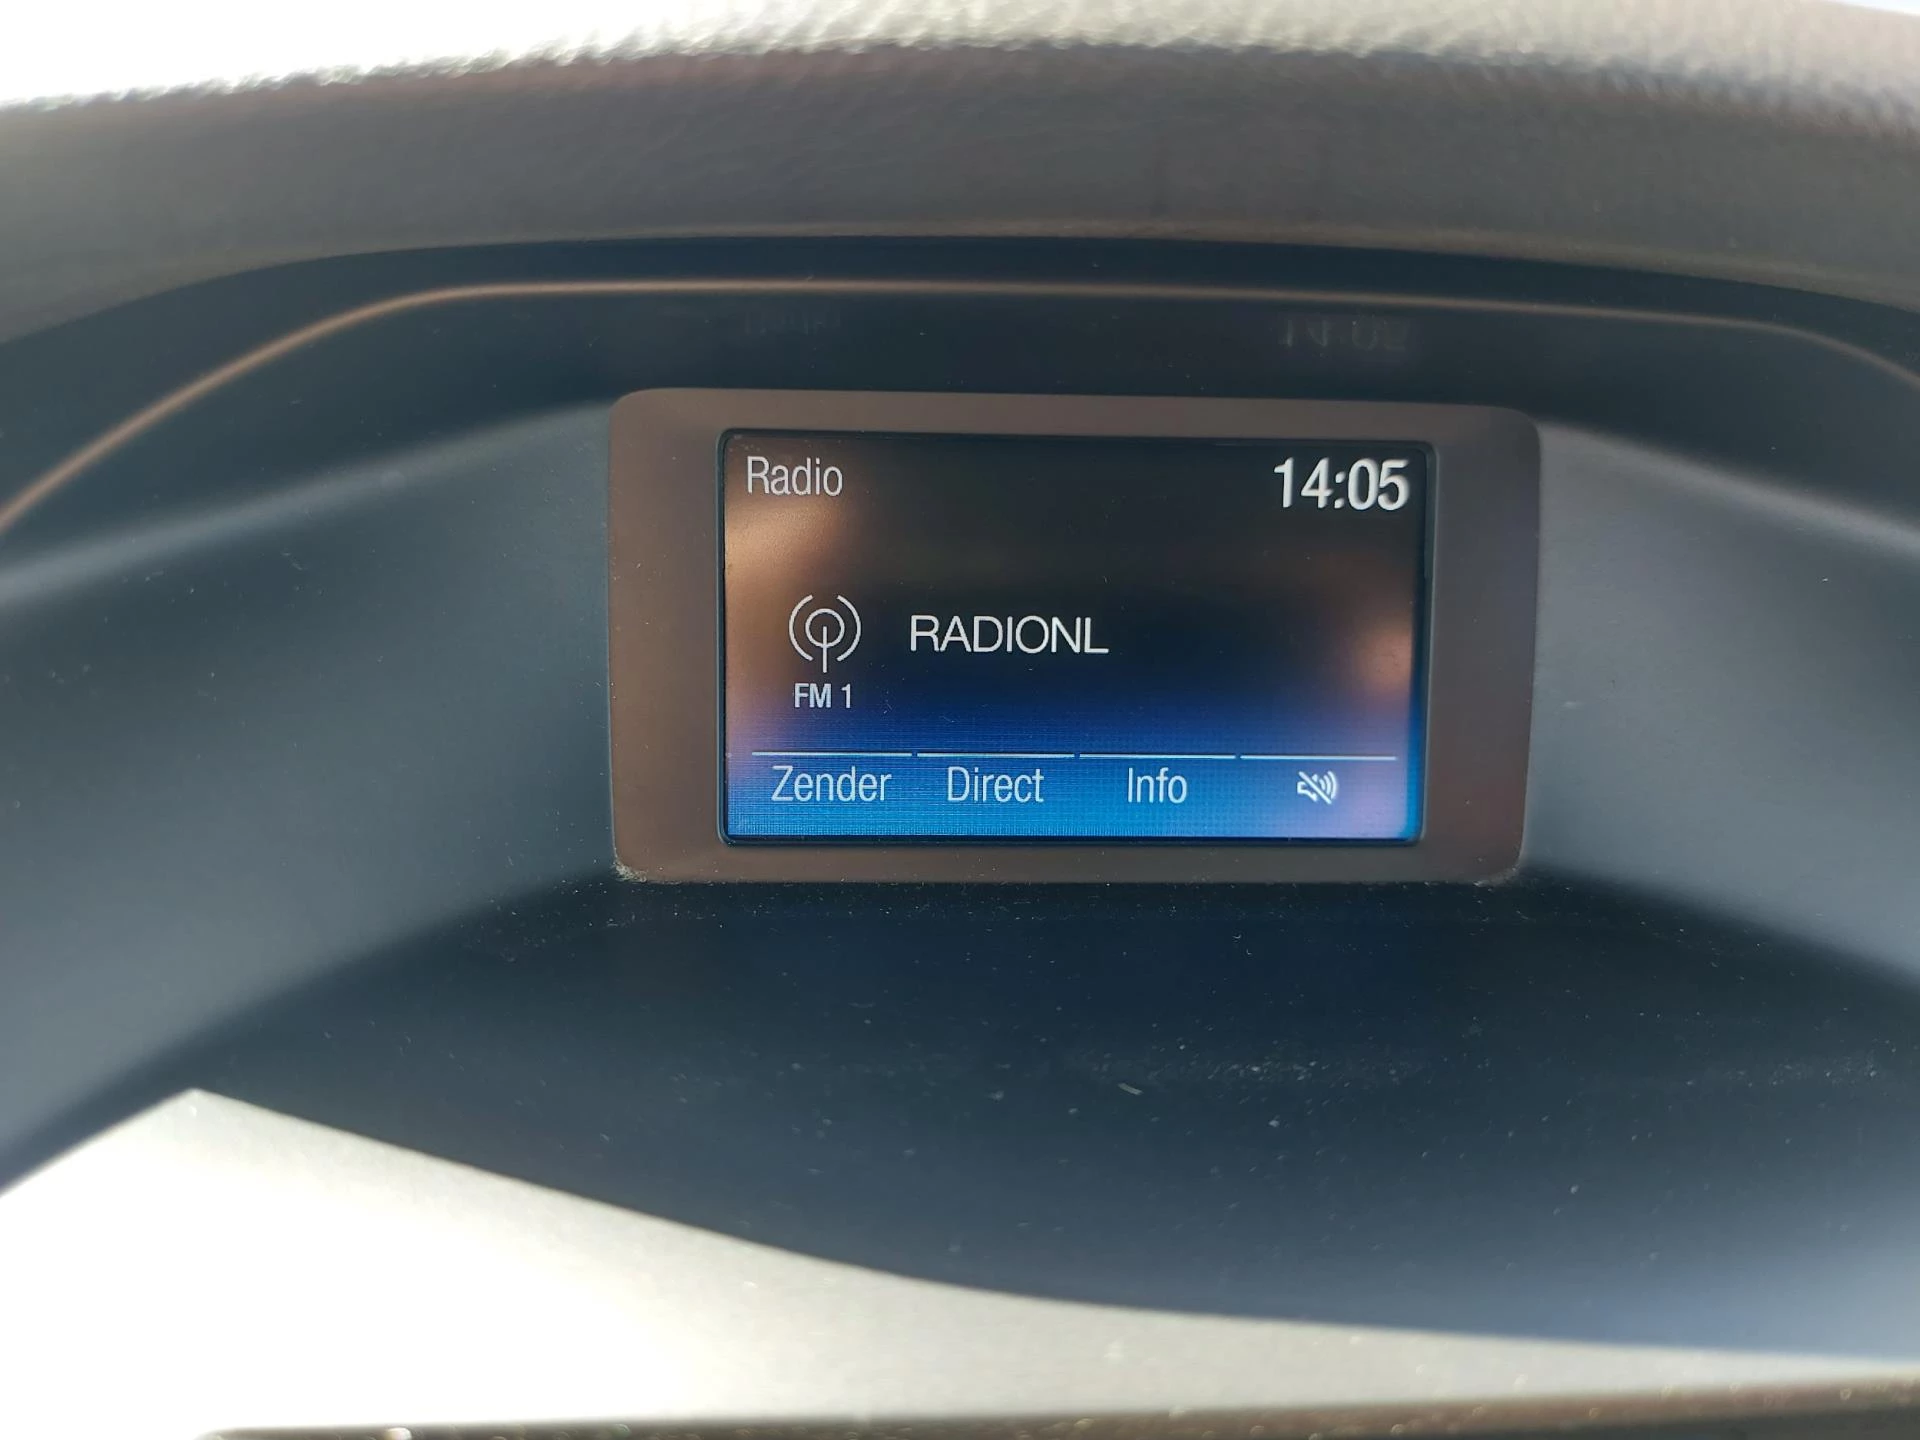 Radio 14:05
RADIONL
FM 1
Zender Direct Info